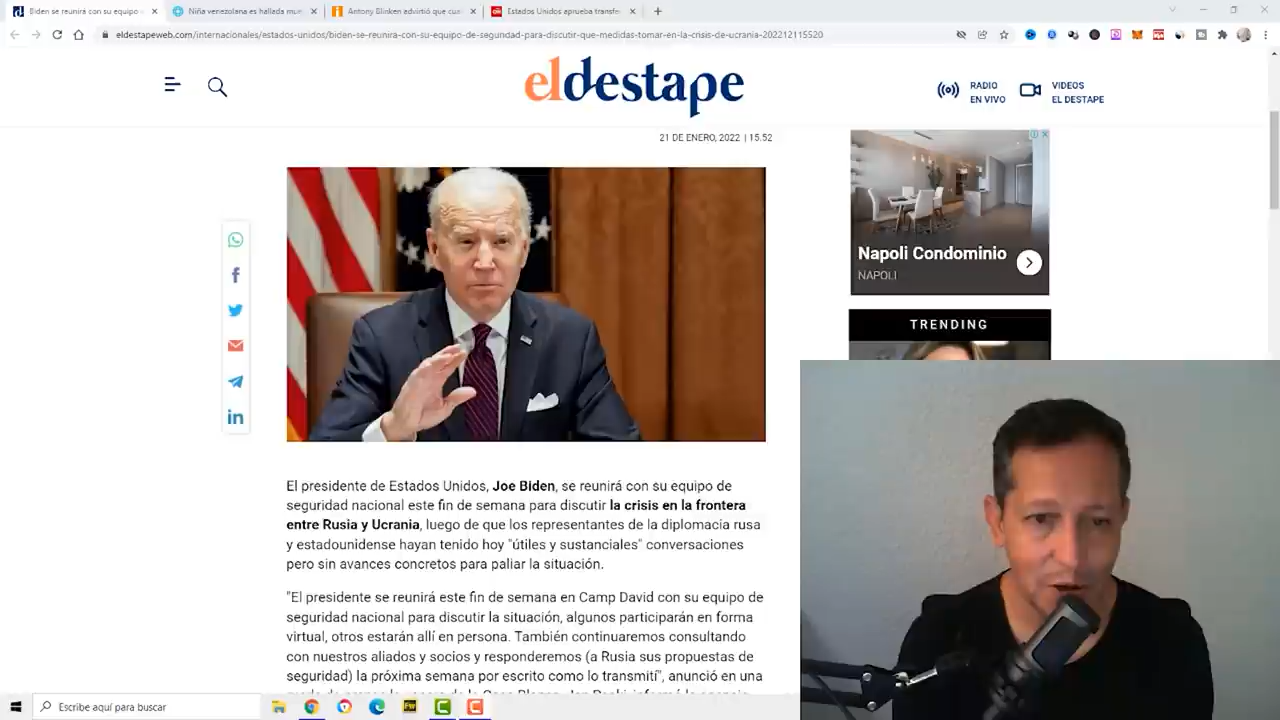 Biden se reunirá con su equipo
Niña venezolana es hallada mue
Antony Blinken advirtió que cua
Estados Unidos aprueba transfer
eldestapeweb.com/internacionales/estados-unidos/biden-se-reunira-con-su-equipo-de-seguridad-para-discutir-que-medidas-tomar-en-la-crisis-de-ucrania-202212115520
eldestape
RADIO
EN VIVO
VIDEOS
EL DESTAPE
21 DE ENERO, 2022 | 15.52
Napoli Condominio
NAPOLI
TRENDING
El presidente de Estados Unidos, Joe Biden, se reunirá con su equipo de
seguridad nacional este fin de semana para discutir la crisis en la frontera
entre Rusia y Ucrania, luego de que los representantes de la diplomacia rusa
y estadounidense hayan tenido hoy "útiles y sustanciales" conversaciones
pero sin avances concretos para paliar la situación.
"El presidente se reunirá este fin de semana en Camp David con su equipo de
seguridad nacional para discutir la situación, algunos participarán en forma
virtual, otros estarán allí en persona. También continuaremos consultando
con nuestros aliados y socios y responderemos (a Rusia sus propuestas de
seguridad) la próxima semana por escrito como lo transmití", anunció en una
Escribe aquí para buscar